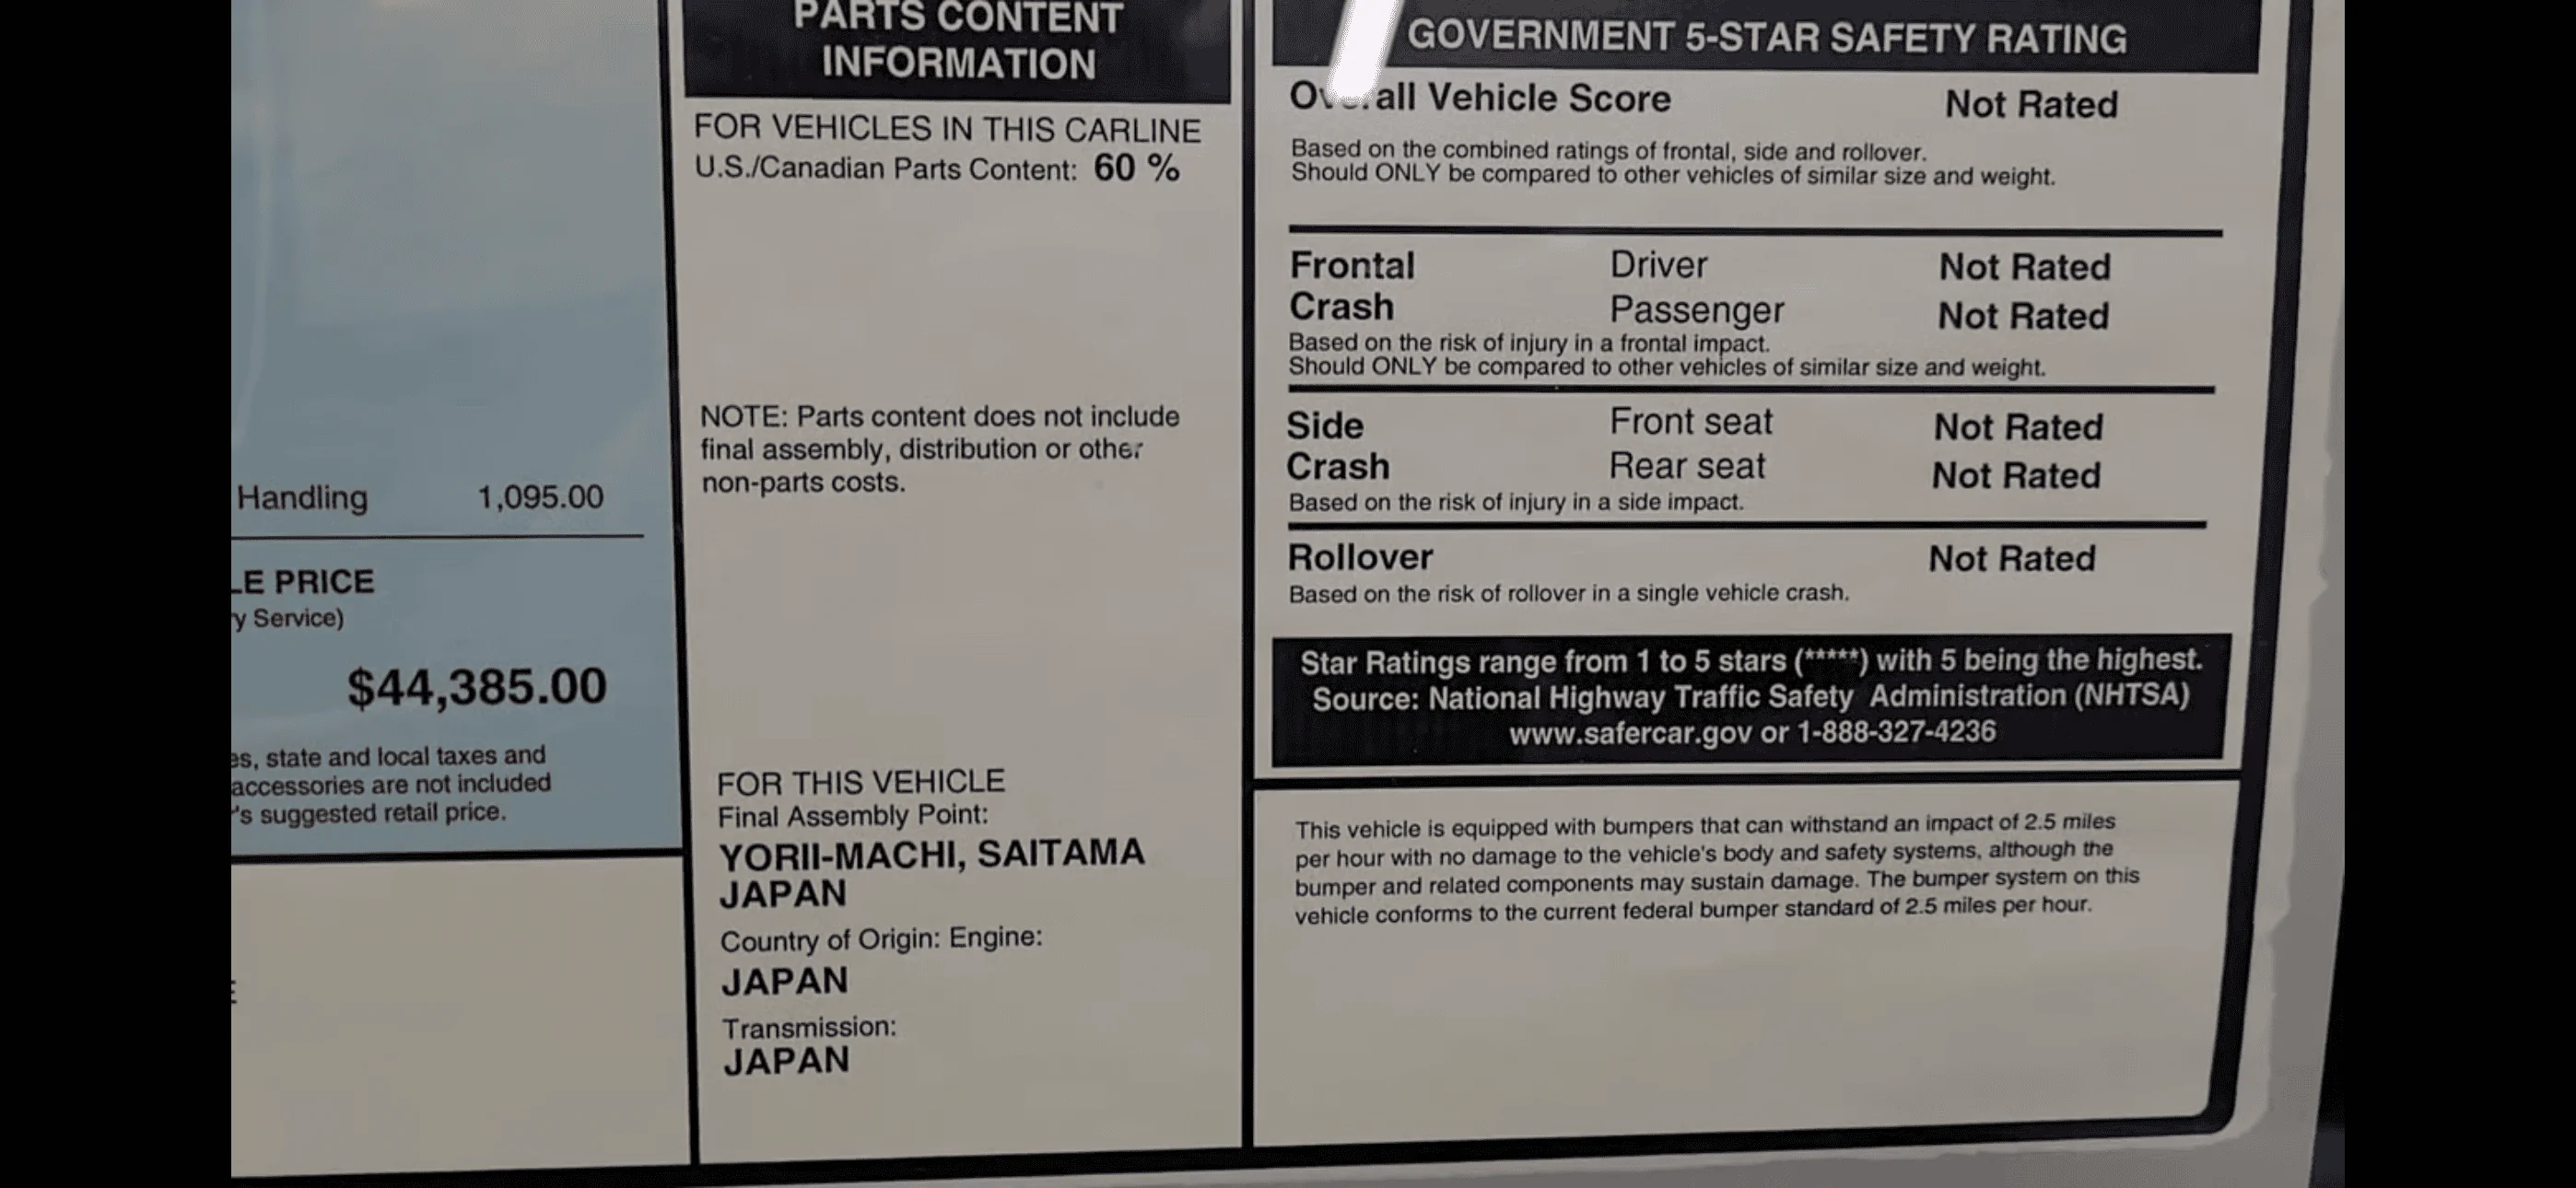 Handling 1,095.00
PRICE
Service)
$44,385.00
state and local taxes and
accessories are not included
's suggested retail price.
PARTS CONTENT
INFORMATION
FOR VEHICLES IN THIS CARLINE
U.S./Canadian Parts Content: 60 %
NOTE: Parts content does not include
final assembly, distribution or other
non-parts costs.
FOR THIS VEHICLE
Final Assembly Point:
YORII-MACHI, SAITAMA
JAPAN
Country of Origin: Engine:
JAPAN
Transmission:
JAPAN
GOVERNMENT 5-STAR SAFETY RATING
Overall Vehicle Score Not Rated
Based on the combined ratings of frontal, side and rollover.
Should ONLY be compared to other vehicles of similar size and weight.
Frontal Driver Not Rated
Crash Passenger Not Rated
Based on the risk of injury in a frontal impact.
Should ONLY be compared to other vehicles of similar size and weight.
Side Front seat Not Rated
Crash Rear seat Not Rated
Based on the risk of injury in a side impact.
Rollover Not Rated
Based on the risk of rollover in a single vehicle crash.
Star Ratings range from 1 to 5 stars (*****) with 5 being the highest.
Source: National Highway Traffic Safety Administration (NHTSA)
www.safercar.gov or 1-888-327-4236
This vehicle is equipped with bumpers that can withstand an impact of 2.5 miles
per hour with no damage to the vehicle's body and safety systems, although the
bumper and related components may sustain damage. The bumper system on this
vehicle conforms to the current federal bumper standard of 2.5 miles per hour.